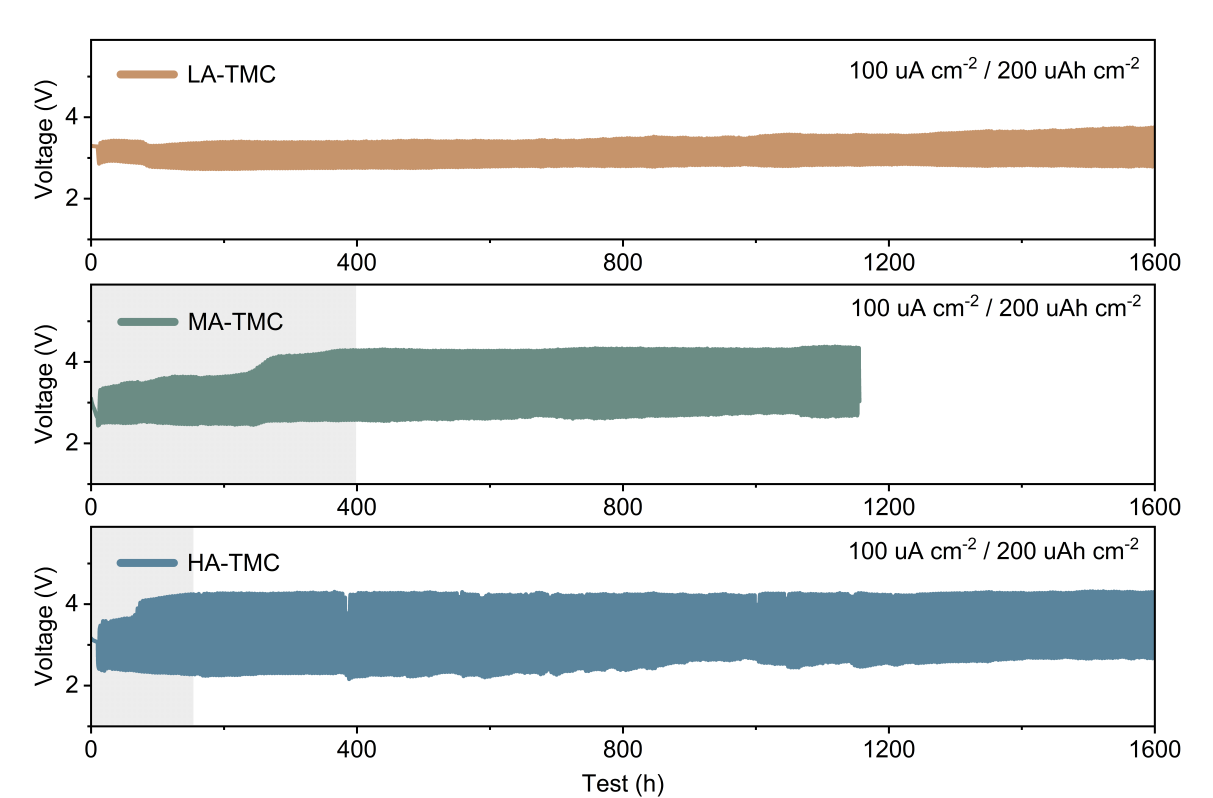 LA-TMC
100 uA cm⁻² / 200 uAh cm⁻²
Voltage (V)
4
2
0 400 800 1200 1600
MA-TMC
100 uA cm⁻² / 200 uAh cm⁻²
Voltage (V)
4
2
0 400 800 1200 1600
HA-TMC
100 uA cm⁻² / 200 uAh cm⁻²
Voltage (V)
4
2
0 400 800 1200 1600
Test (h)